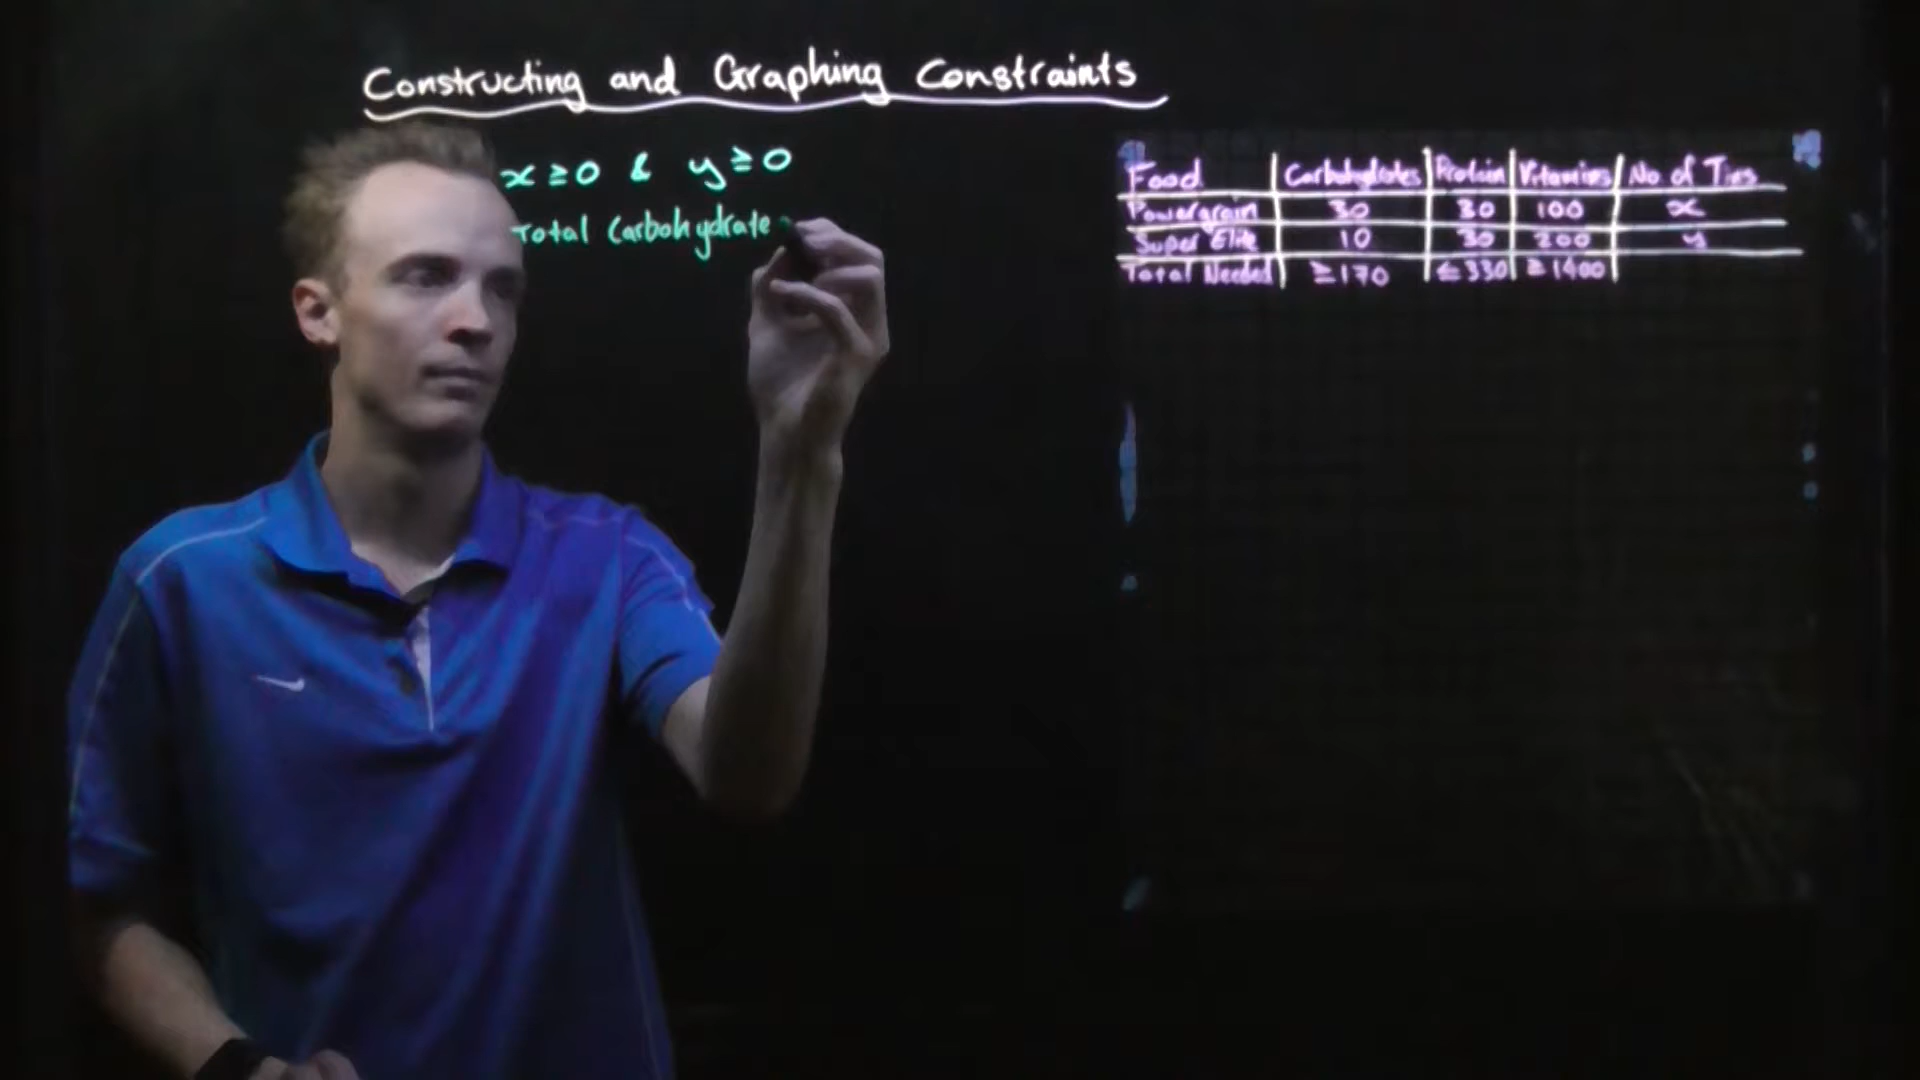 Constructing and Graphing Constraints
x ≥ 0 & y ≥ 0
Total Carbohydrate
Food Carbohydrates Protein Vitamins No of Tins
Powergrain 30 30 100 x
Super Elite 10 30 200 y
Total Needed ≥ 170 ≤ 330 ≥ 1400